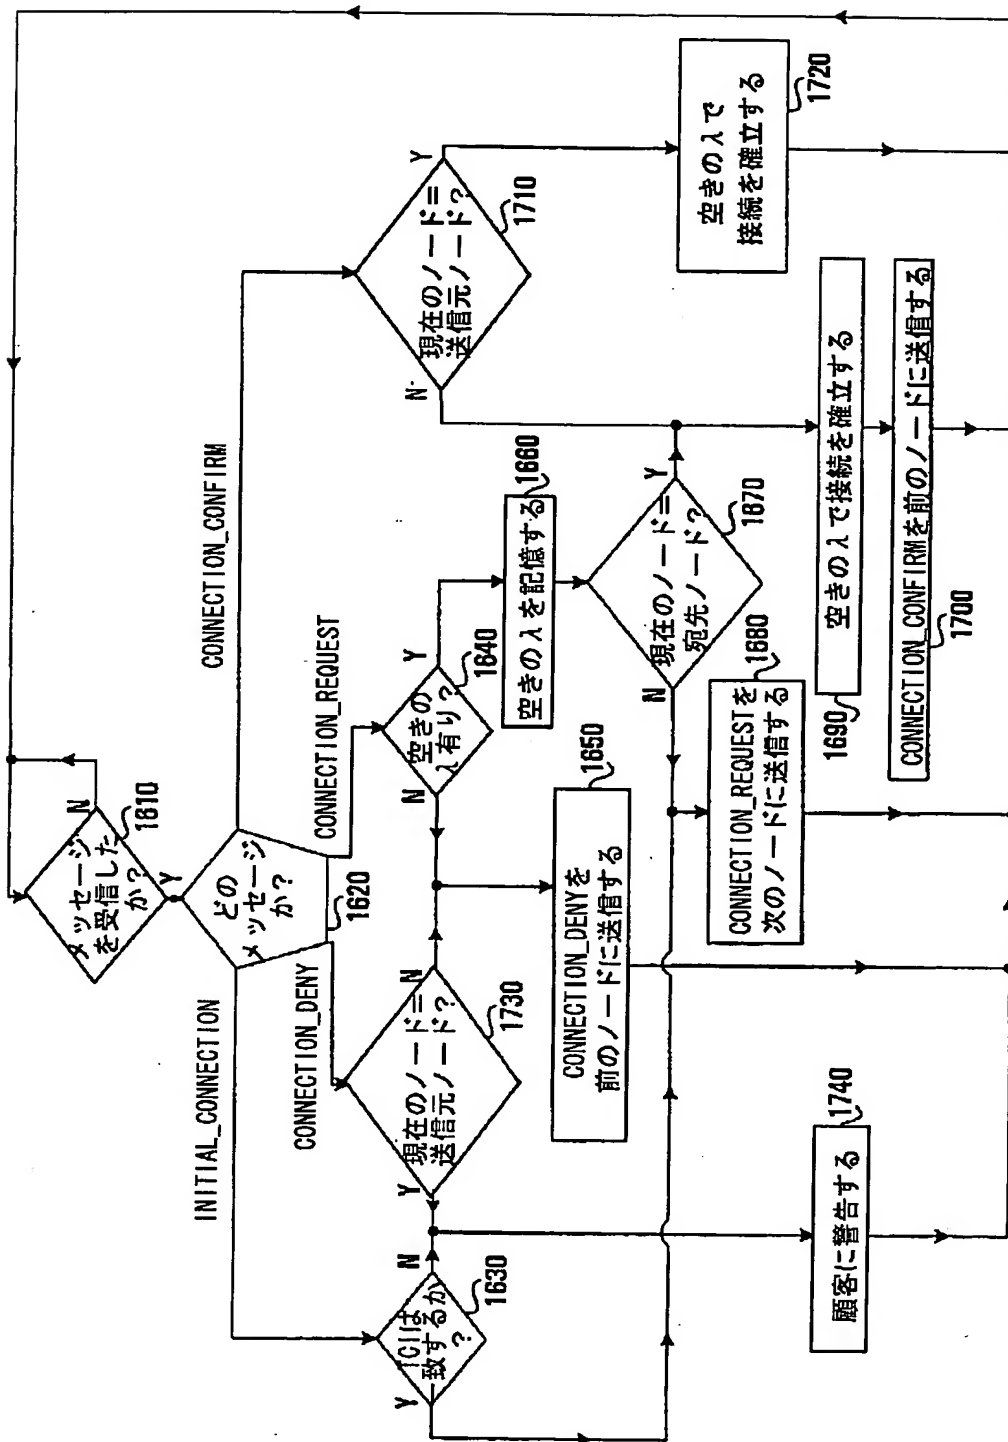 メッセージ
を受信した
か?
1610
N
Y
どの
メッセージ
か?
1620
INITIAL_CONNECTION
CONNECTION_DENY
CONNECTION_REQUEST
CONNECTION_CONFIRM
TCIは
一致するか
?
1630
Y
N
現在のノード=
送信元ノード?
1730
Y
N
空きの
λ有り?
1640
N
Y
現在のノード=
送信元ノード?
1710
N
Y
空きのλを記憶する
1660
CONNECTION_DENYを
前のノードに送信する
1650
現在のノード=
宛先ノード?
1670
N
Y
空きのλで
接続を確立する
1720
CONNECTION_REQUESTを
次のノードに送信する
1680
顧客に警告する
1740
空きのλで接続を確立する
1690
CONNECTION_CONFIRMを前のノードに送信する
1700